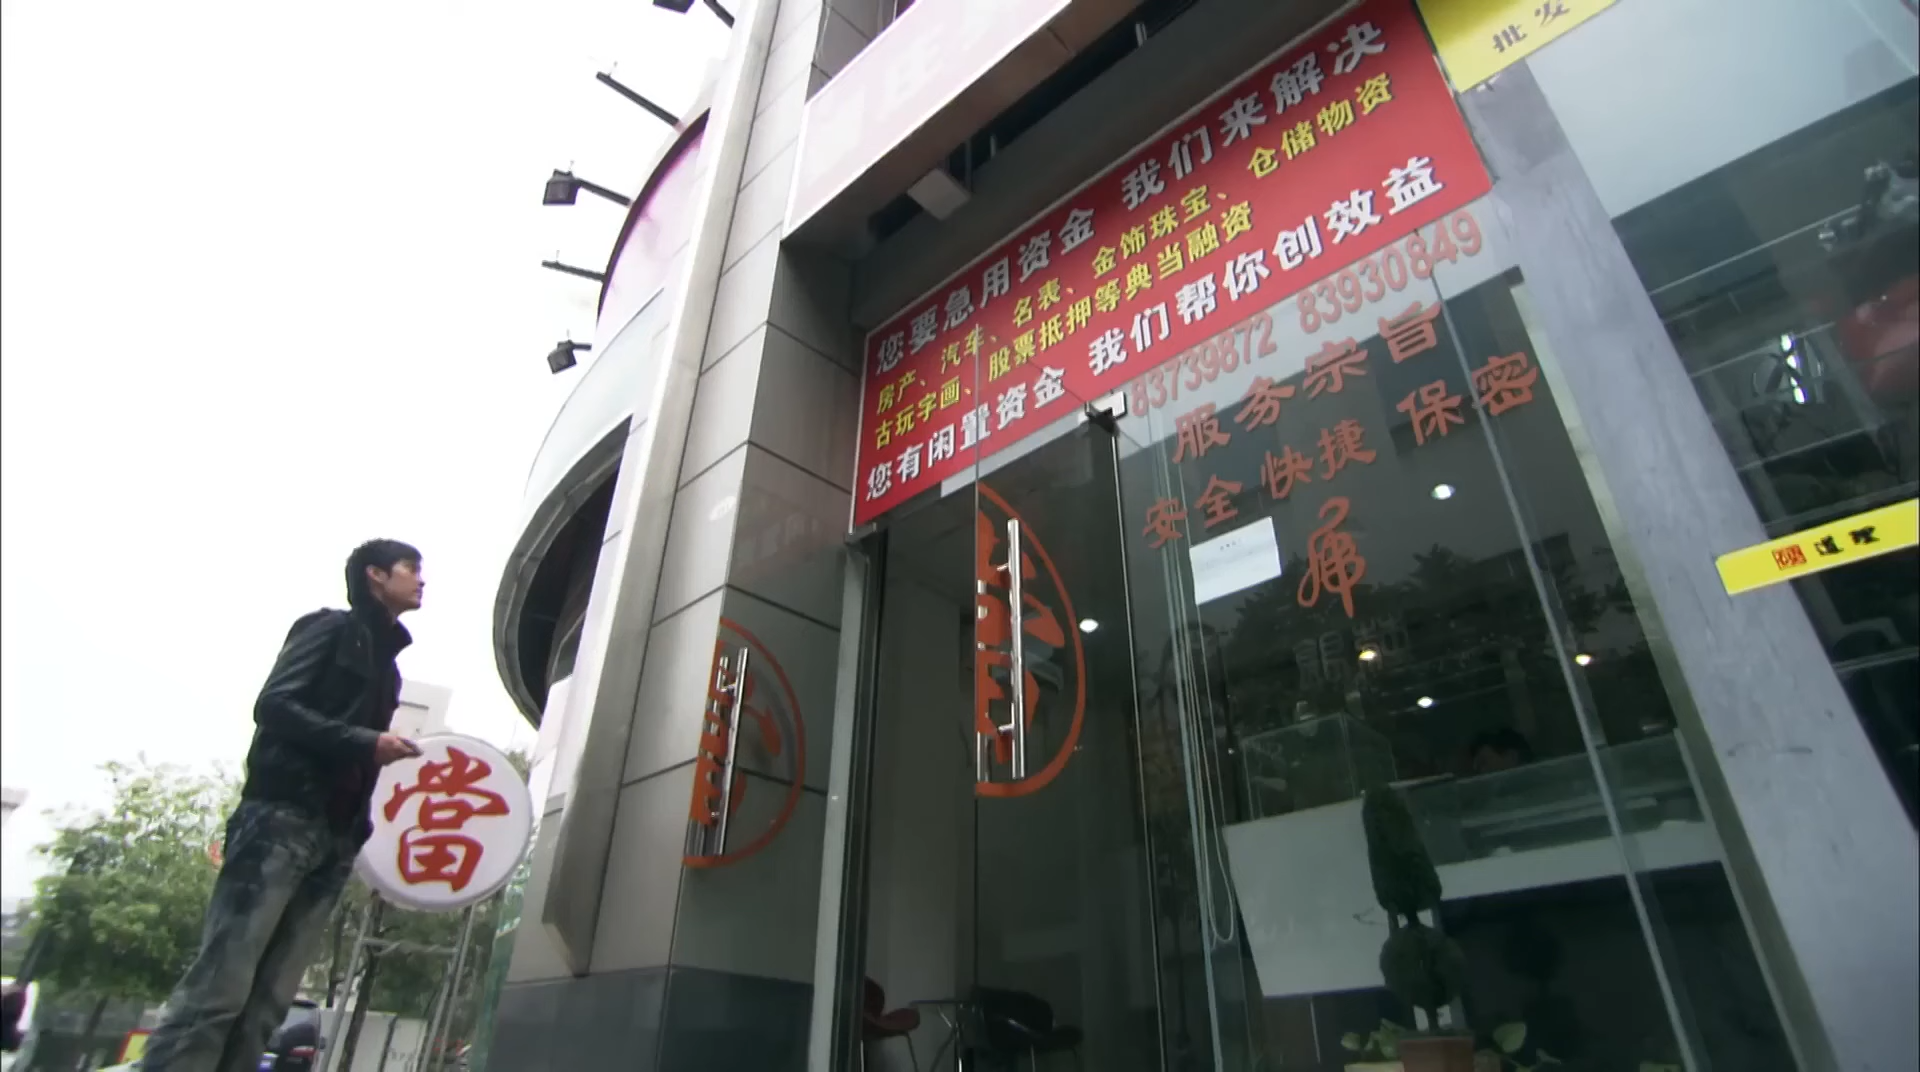 批发
您要急用资金 我们来解决
房产、汽车、名表、金饰珠宝、仓储物资
古玩字画、股票抵押等典当融资
您有闲置资金 我们帮你创效益
83739872 83930849
服务宗旨
安全 快捷 保密
道理
當
當